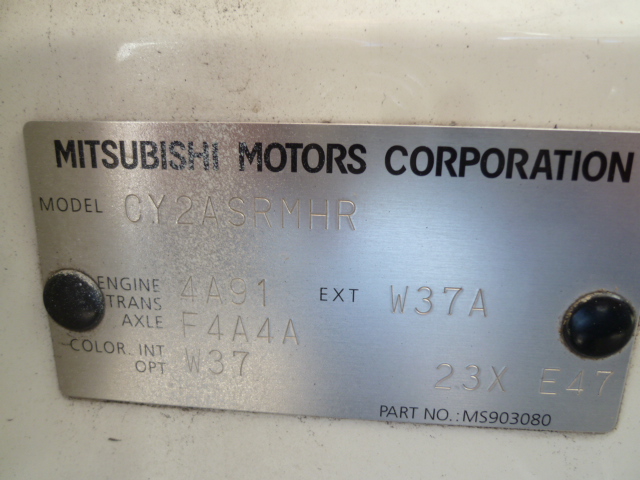 MITSUBISHI MOTORS CORPORATION
MODEL CY2ASRMHR
ENGINE 4A91 EXT W37A
TRANS AXLE F4A4A
COLOR. INT W37
OPT 23X E47
PART NO.: MS903080